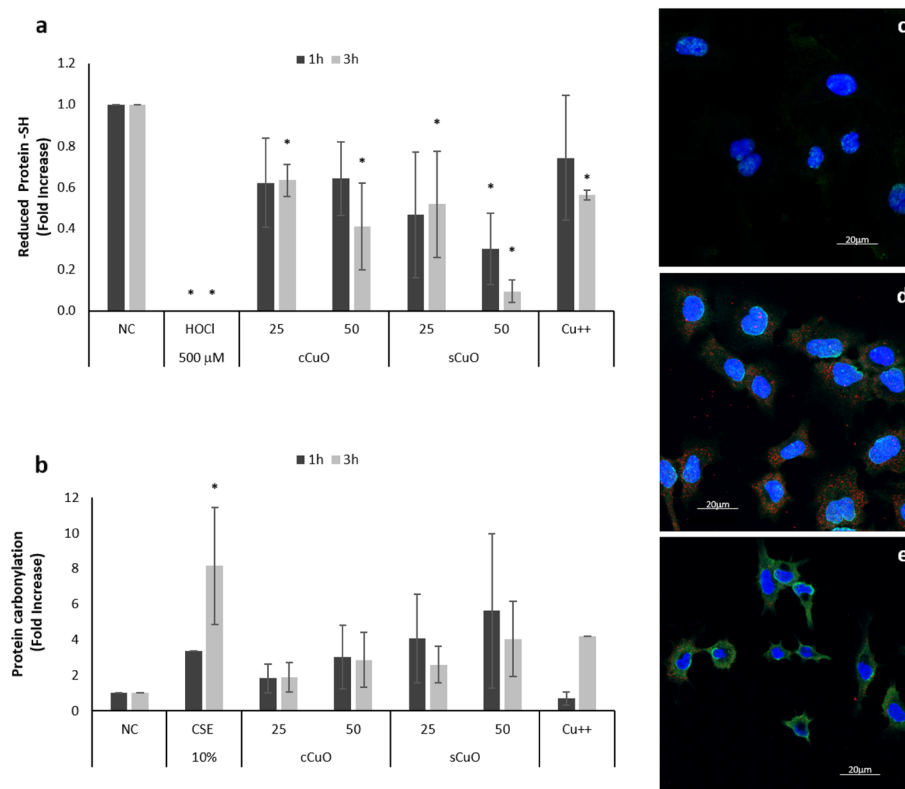 a
1h 3h
Reduced Protein -SH
(Fold Increase)
1.2
1.0
0.8
0.6
0.4
0.2
0.0
* * * * * * * *
NC HOCl 25 50 25 50 Cu++
500 µM cCuO sCuO
b
1h 3h
Protein carbonylation
(Fold Increase)
12
10
8
6
4
2
0
*
NC CSE 25 50 25 50 Cu++
10% cCuO sCuO
20µm
d
20µm
e
20µm